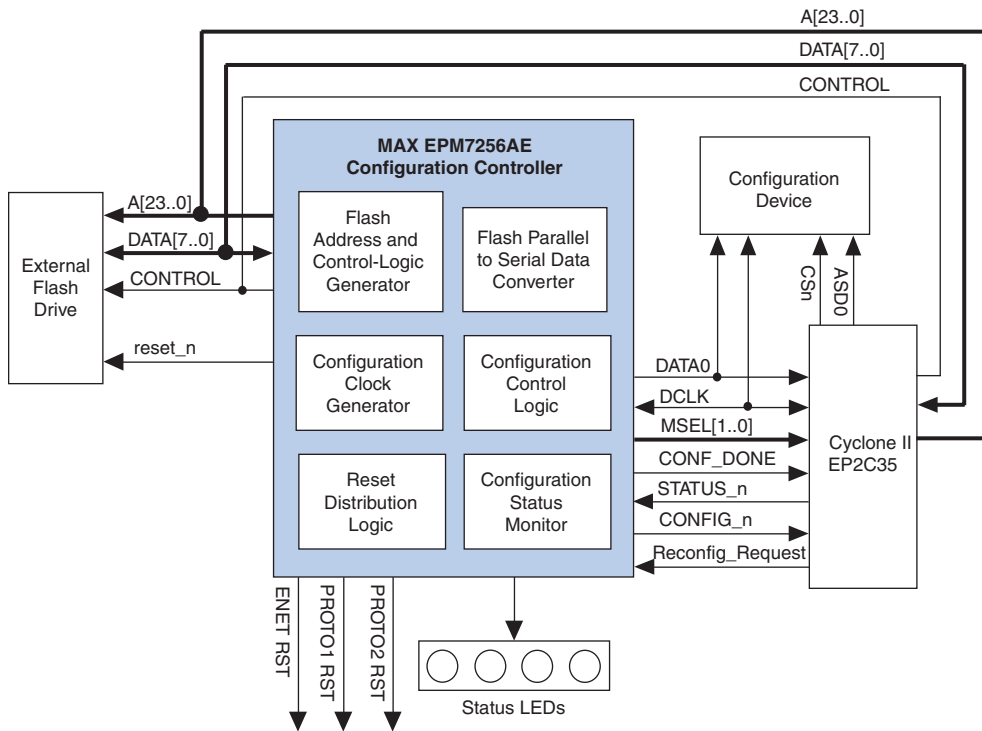 A[23..0]
DATA[7..0]
CONTROL
MAX EPM7256AE
Configuration Controller
Configuration
Device
A[23..0]
DATA[7..0]
CONTROL
reset_n
External
Flash
Drive
Flash
Address and
Control-Logic
Generator
Flash Parallel
to Serial Data
Converter
Configuration
Clock
Generator
Configuration
Control
Logic
Reset
Distribution
Logic
Configuration
Status
Monitor
CSn
ASD0
DATA0
DCLK
MSEL[1..0]
CONF_DONE
STATUS_n
CONFIG_n
Reconfig_Request
Cyclone II
EP2C35
ENET RST
PROTO1 RST
PROTO2 RST
Status LEDs